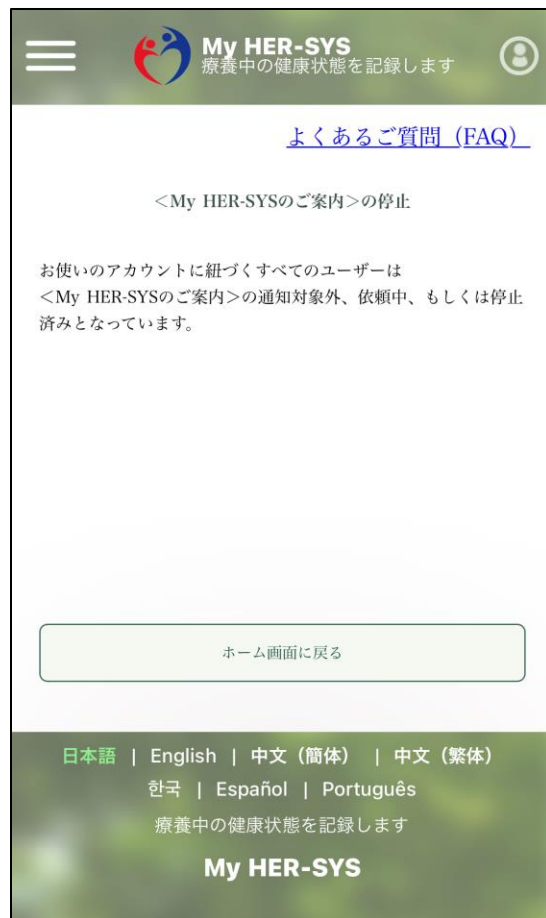 My HER-SYS
療養中の健康状態を記録します
よくあるご質問（FAQ）
＜My HER-SYSのご案内＞の停止
お使いのアカウントに紐づくすべてのユーザーは
＜My HER-SYSのご案内＞の通知対象外、依頼中、もしくは停止
済みとなっています。
ホーム画面に戻る
日本語 | English | 中文（簡体） | 中文（繁体）
한국 | Español | Português
療養中の健康状態を記録します
My HER-SYS